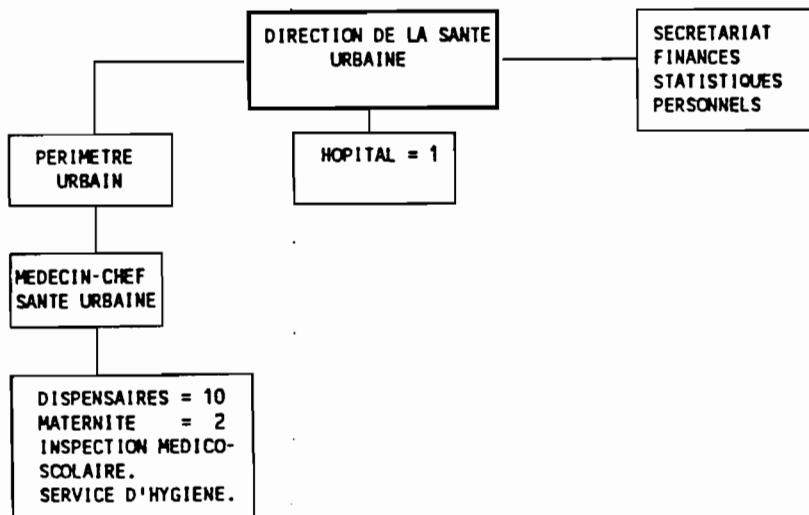 DIRECTION DE LA SANTE
URBAINE
SECRETARIAT
FINANCES
STATISTIQUES
PERSONNELS
PERIMETRE
URBAIN
HOPITAL = 1
MEDECIN-CHEF
SANTE URBAINE
DISPENSAIRES = 10
MATERNITE = 2
INSPECTION MEDICO-
SCOLAIRE.
SERVICE D'HYGIENE.